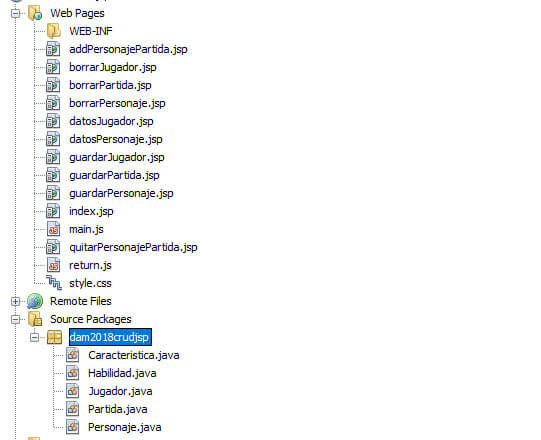 Web Pages
WEB-INF
addPersonajePartida.jsp
borrarJugador.jsp
borrarPartida.jsp
borrarPersonaje.jsp
datosJugador.jsp
datosPersonaje.jsp
guardarJugador.jsp
guardarPartida.jsp
guardarPersonaje.jsp
index.jsp
main.js
quitarPersonajePartida.jsp
return.js
style.css
Remote Files
Source Packages
dam2018crudjsp
Caracteristica.java
Habilidad.java
Jugador.java
Partida.java
Personaje.java